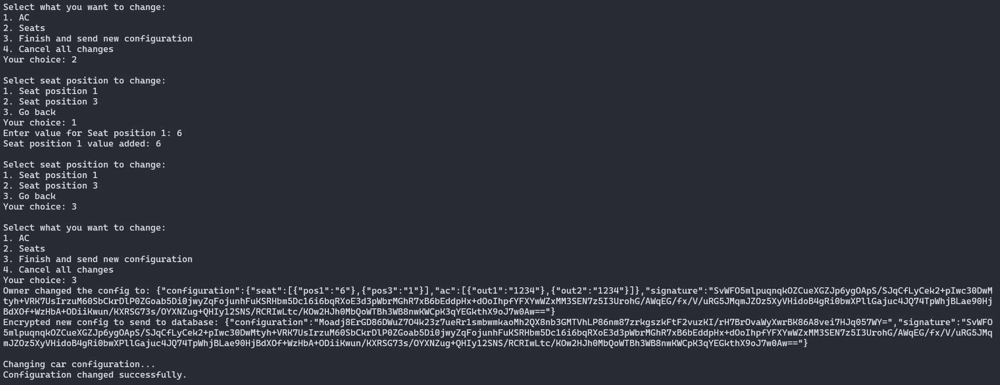 Select what you want to change:
1. AC
2. Seats
3. Finish and send new configuration
4. Cancel all changes
Your choice: 2
Select seat position to change:
1. Seat position 1
2. Seat position 3
3. Go back
Your choice: 1
Enter value for Seat position 1: 6
Seat position 1 value added: 6
Select seat position to change:
1. Seat position 1
2. Seat position 3
3. Go back
Your choice: 3
Select what you want to change:
1. AC
2. Seats
3. Finish and send new configuration
4. Cancel all changes
Your choice: 3
Owner changed the config to: {"configuration":{"seat":[{"pos1":"6"},{"pos3":"1"}],"ac":[{"out1":"1234"},{"out2":"1234"}]},"signature":"SvWFO5mlpuqnqkOZCueXGZJp6ygOApS/SJqCfLyCek2+pIwc30DwM
tyh+VRK7UsIrzuM60SbCkrDlP0ZGoab5Di0jwyZqFojunhFuKSRHbm5Dc16i6bqRXoE3d3pWbrMGhR7xB6bEddpHx+dOoIhpfYFXYwWZxMM3SEN7z5I3UrohG/AWqEG/fx/V/uRG5JMqmJZOz5XyVHidoB4gRi0bwXPllGajuc4JQ74TpWhjBLae90Hj
BdXOf+WzHbA+ODiiKwun/KXRSG73s/OYXNZug+QHIy12SNS/RCRIwLtc/KOw2HJh0MbQoWTBh3WB8nwKWCpK3qYEGkthX9oJ7w0Aw=="}
Encrypted new config to send to database: {"configuration":"Moadj8ErGD86DWuZ7O4k23z7ueRr1smbwmkaoMh2QX8nb3GMTVhLP86nm87zrkgszkFtF2vuzKI/rH7BrOvaWyXwrBK86A8vei7HJq057WY=","signature":"SvWFO
5mlpuqnqkOZCueXGZJp6ygOApS/SJqCfLyCek2+pIwc30DwMtyh+VRK7UsIrzuM60SbCkrDlP0ZGoab5Di0jwyZqFojunhFuKSRHbm5Dc16i6bqRXoE3d3pWbrMGhR7xB6bEddpHx+dOoIhpfYFXYwWZxMM3SEN7z5I3UrohG/AWqEG/fx/V/uRG5JMq
mJZOz5XyVHidoB4gRi0bwXPllGajuc4JQ74TpWhjBLae90HjBdXOf+WzHbA+ODiiKwun/KXRSG73s/OYXNZug+QHIy12SNS/RCRIwLtc/KOw2HJh0MbQoWTBh3WB8nwKWCpK3qYEGkthX9oJ7w0Aw=="}
Changing car configuration...
Configuration changed successfully.